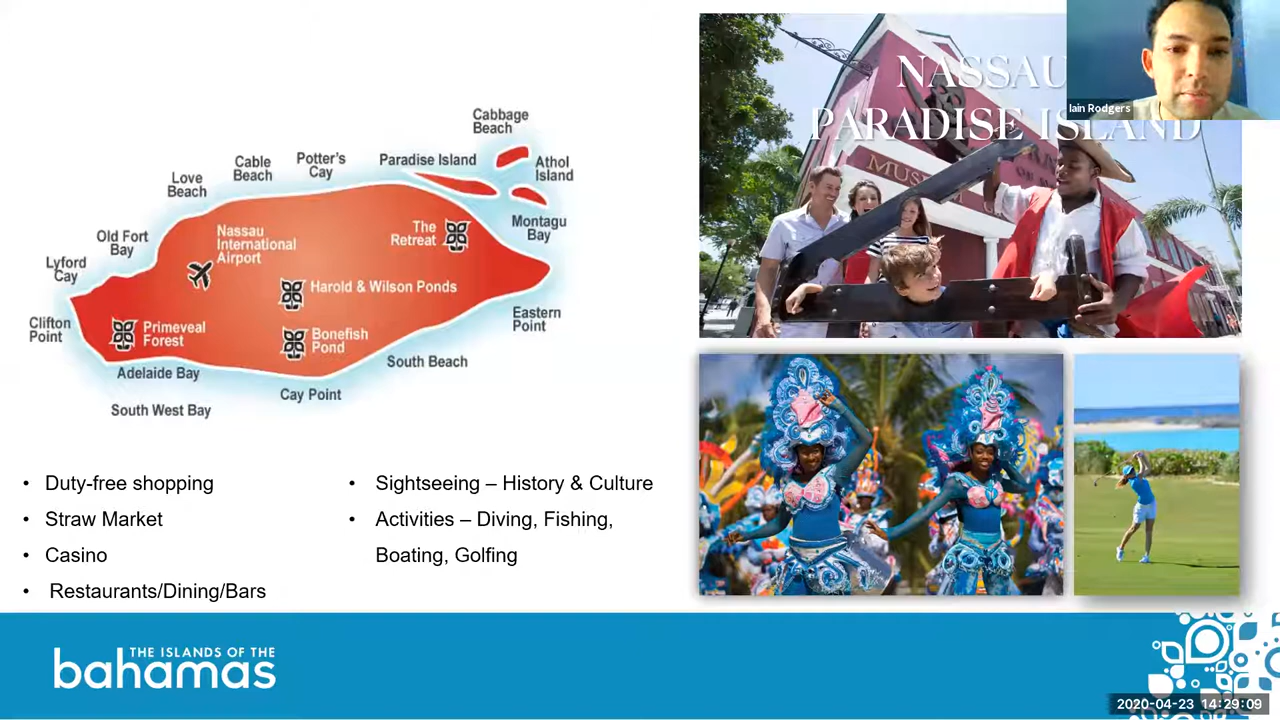 Cabbage
Beach
Paradise Island
Athol
Island
Potter's
Cay
Cable
Beach
Love
Beach
Montagu
Bay
The
Retreat
Nassau
International
Airport
Old Fort
Bay
Lyford
Cay
Harold & Wilson Ponds
Eastern
Point
Clifton
Point
Primeveal
Forest
Bonefish
Pond
South Beach
Adelaide Bay
Cay Point
South West Bay
• Duty-free shopping
• Straw Market
• Casino
• Restaurants/Dining/Bars
• Sightseeing – History & Culture
• Activities – Diving, Fishing,
Boating, Golfing
NASSAU
PARADISE ISLAND
Iain Rodgers
THE ISLANDS OF THE
bahamas
2020-04-23 14:29:09